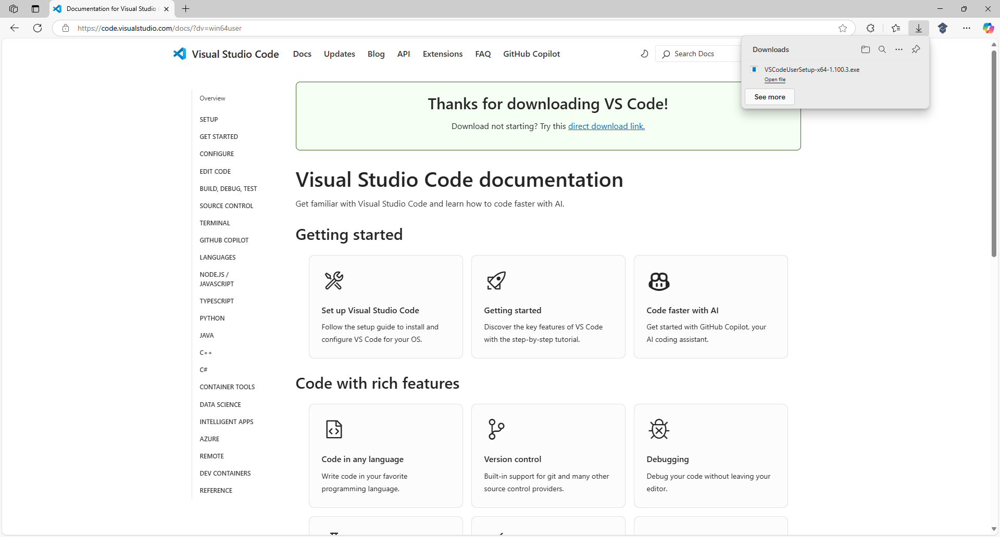 Documentation for Visual Studio
https://code.visualstudio.com/docs/?dv=win64user
Visual Studio Code
Docs
Updates
Blog
API
Extensions
FAQ
GitHub Copilot
Search Docs
Downloads
VSCodeUserSetup-x64-1.100.3.exe
Open file
See more
Thanks for downloading VS Code!
Download not starting? Try this direct download link.
Overview
SETUP
GET STARTED
CONFIGURE
EDIT CODE
BUILD, DEBUG, TEST
SOURCE CONTROL
TERMINAL
GITHUB COPILOT
LANGUAGES
NODE.JS /
JAVASCRIPT
TYPESCRIPT
PYTHON
JAVA
C++
C#
CONTAINER TOOLS
DATA SCIENCE
INTELLIGENT APPS
AZURE
REMOTE
DEV CONTAINERS
REFERENCE
Visual Studio Code documentation
Get familiar with Visual Studio Code and learn how to code faster with AI.
Getting started
Set up Visual Studio Code
Follow the setup guide to install and
configure VS Code for your OS.
Getting started
Discover the key features of VS Code
with the step-by-step tutorial.
Code faster with AI
Get started with GitHub Copilot, your
AI coding assistant.
Code with rich features
Code in any language
Write code in your favorite
programming language.
Version control
Built-in support for git and many other
source control providers.
Debugging
Debug your code without leaving your
editor.